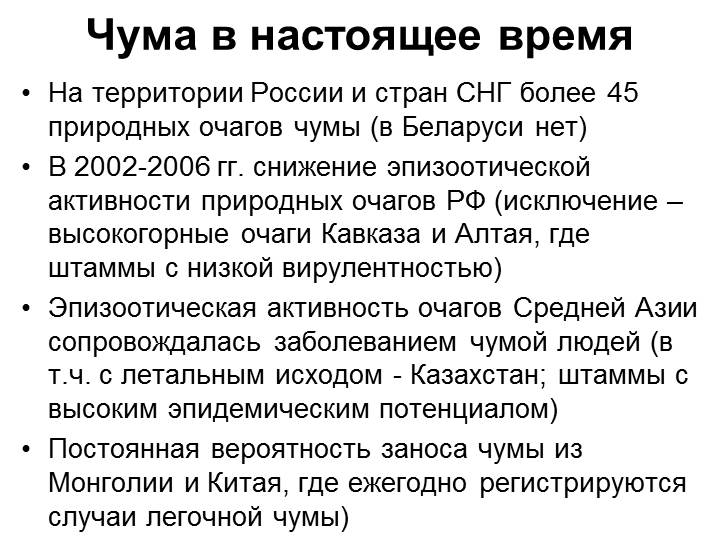 Чума в настоящее время
• На территории России и стран СНГ более 45
природных очагов чумы (в Беларуси нет)
• В 2002-2006 гг. снижение эпизоотической
активности природных очагов РФ (исключение –
высокогорные очаги Кавказа и Алтая, где
штаммы с низкой вирулентностью)
• Эпизоотическая активность очагов Средней Азии
сопровождалась заболеванием чумой людей (в
т.ч. с летальным исходом - Казахстан; штаммы с
высоким эпидемическим потенциалом)
• Постоянная вероятность заноса чумы из
Монголии и Китая, где ежегодно регистрируются
случаи легочной чумы)